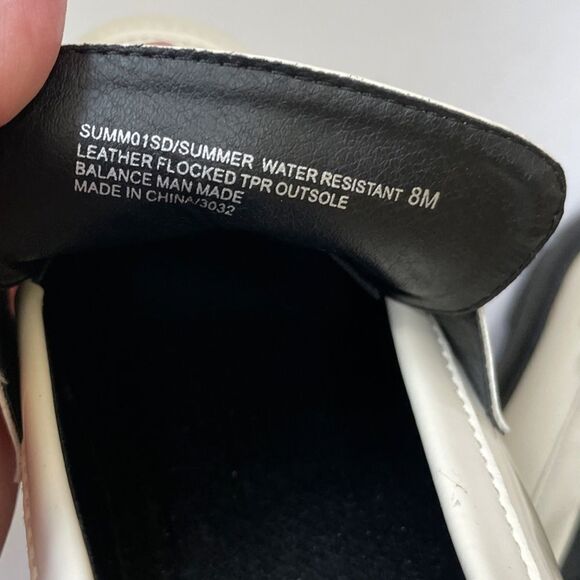 SUMM01SD/SUMMER WATER RESISTANT 8M
LEATHER FLOCKED TPR OUTSOLE
BALANCE MAN MADE
MADE IN CHINA/3032